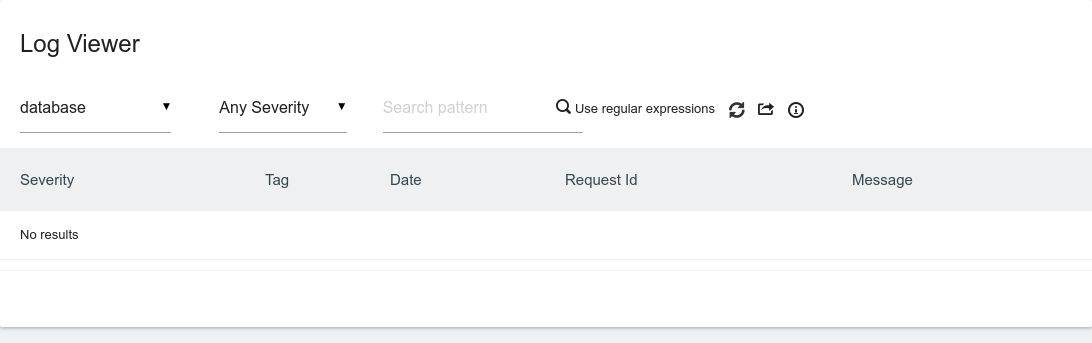 Log Viewer
database ▼ Any Severity ▼ Search pattern Use regular expressions
Severity Tag Date Request Id Message
No results